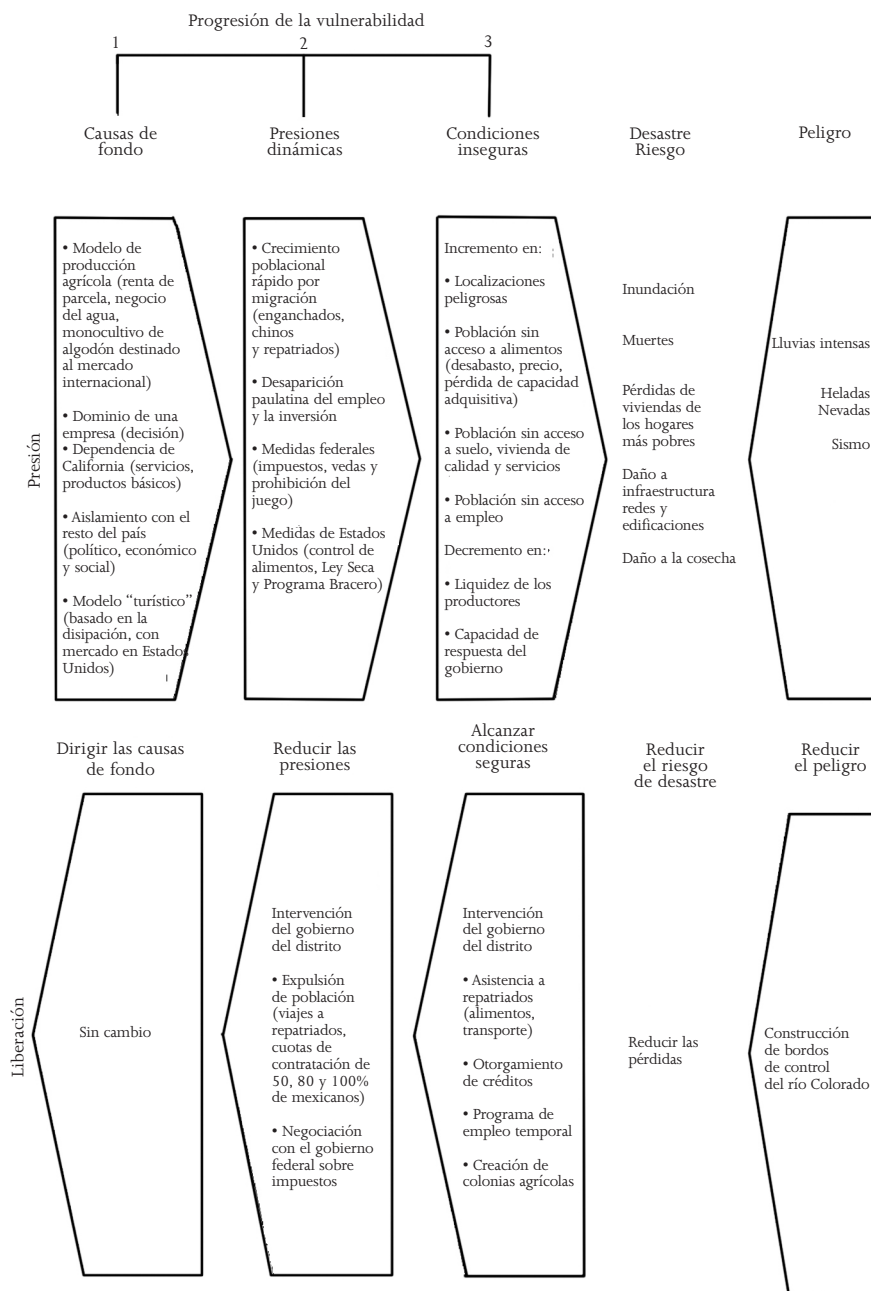 Progresión de la vulnerabilidad
1
2
3
Causas de
fondo
Presiones
dinámicas
Condiciones
inseguras
Desastre
Riesgo
Peligro
Presión
• Modelo de
producción
agrícola (renta de
parcela, negocio
del agua,
monocultivo de
algodón destinado
al mercado
internacional)
• Dominio de una
empresa (decisión)
• Dependencia de
California (servicios,
productos básicos)
• Aislamiento con el
resto del país
(político, económico
y social)
• Modelo “turístico”
(basado en la
disipación, con
mercado en Estados
Unidos)
• Crecimiento
poblacional
rápido por
migración
(enganchados,
chinos
y repatriados)
• Desaparición
paulatina del empleo
y la inversión
• Medidas federales
(impuestos, vedas y
prohibición del
juego)
• Medidas de Estados
Unidos (control de
alimentos, Ley Seca
y Programa Bracero)
Incremento en:
• Localizaciones
peligrosas
• Población sin
acceso a alimentos
(desabasto, precio,
pérdida de capacidad
adquisitiva)
• Población sin acceso
a suelo, vivienda de
calidad y servicios
• Población sin acceso
a empleo
Decremento en:
• Liquidez de los
productores
• Capacidad de
respuesta del
gobierno
Inundación
Muertes
Pérdidas de
viviendas de
los hogares
más pobres
Daño a
infraestructura
redes y
edificaciones
Daño a la cosecha
Lluvias intensas
Heladas
Nevadas
Sismo
Dirigir las causas
de fondo
Reducir las
presiones
Alcanzar
condiciones
seguras
Reducir
el riesgo
de desastre
Reducir
el peligro
Liberación
Sin cambio
Intervención
del gobierno
del distrito
• Expulsión
de población
(viajes a
repatriados,
cuotas de
contratación de
50, 80 y 100%
de mexicanos)
• Negociación
con el gobierno
federal sobre
impuestos
Intervención
del gobierno
del distrito
• Asistencia a
repatriados
(alimentos,
transporte)
• Otorgamiento
de créditos
• Programa de
empleo temporal
• Creación de
colonias agrícolas
Reducir las
pérdidas
Construcción
de bordos
de control
del río Colorado